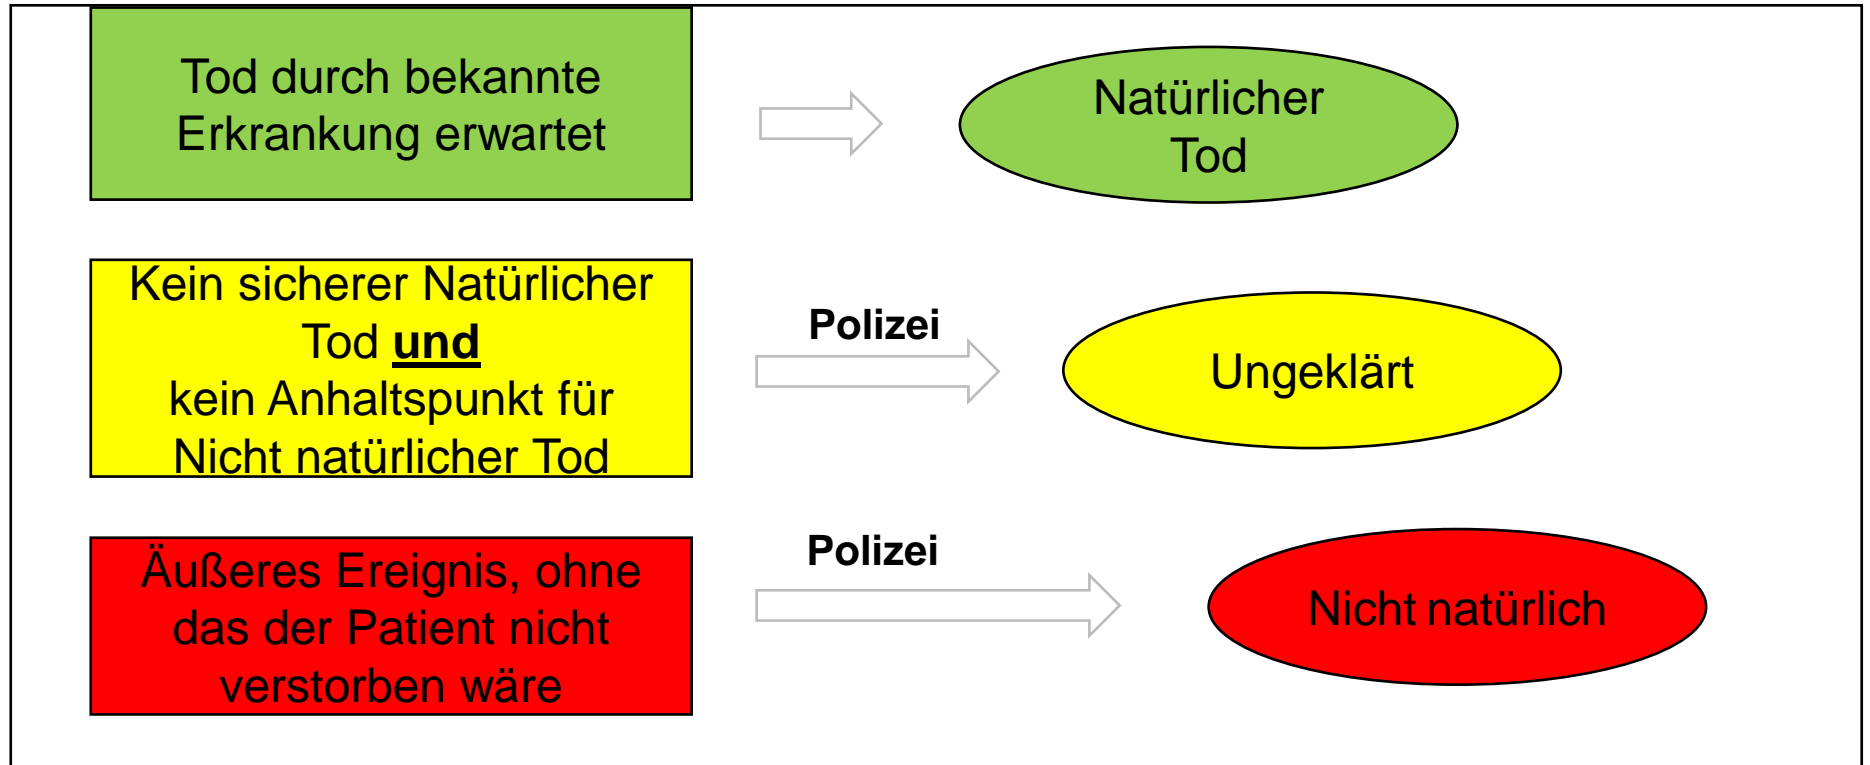 Tod durch bekannte
Erkrankung erwartet
Natürlicher
Tod
Kein sicherer Natürlicher
Tod und
kein Anhaltspunkt für
Nicht natürlicher Tod
Polizei
Ungeklärt
Äußeres Ereignis, ohne
das der Patient nicht
verstorben wäre
Polizei
Nicht natürlich